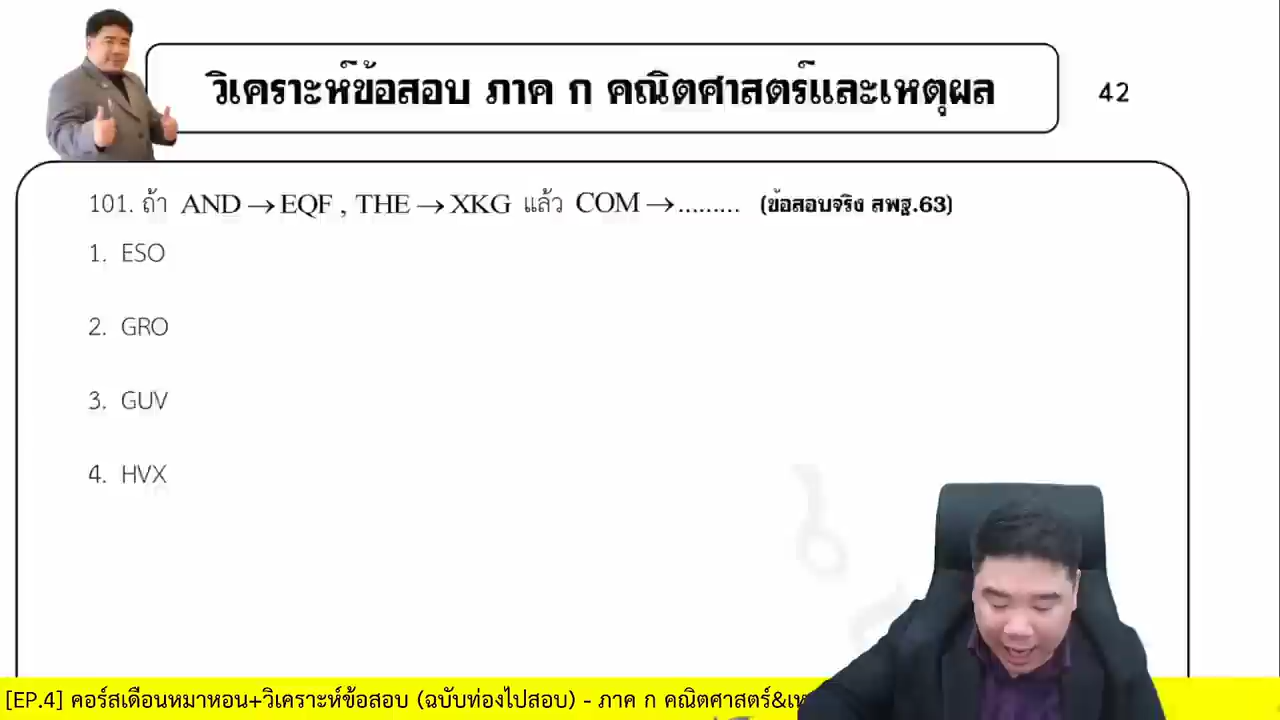 วิเคราะห์ข้อสอบ ภาค ก คณิตศาสตร์และเหตุผล
42
101. ถ้า AND → EQF , THE → XKG แล้ว COM → ......... (ข้อสอบจริง สพฐ.63)
1. ESO
2. GRO
3. GUV
4. HVX
[EP.4] คอร์สเดือนหมาหอน+วิเคราะห์ข้อสอบ (ฉบับท่องไปสอบ) - ภาค ก คณิตศาสตร์&